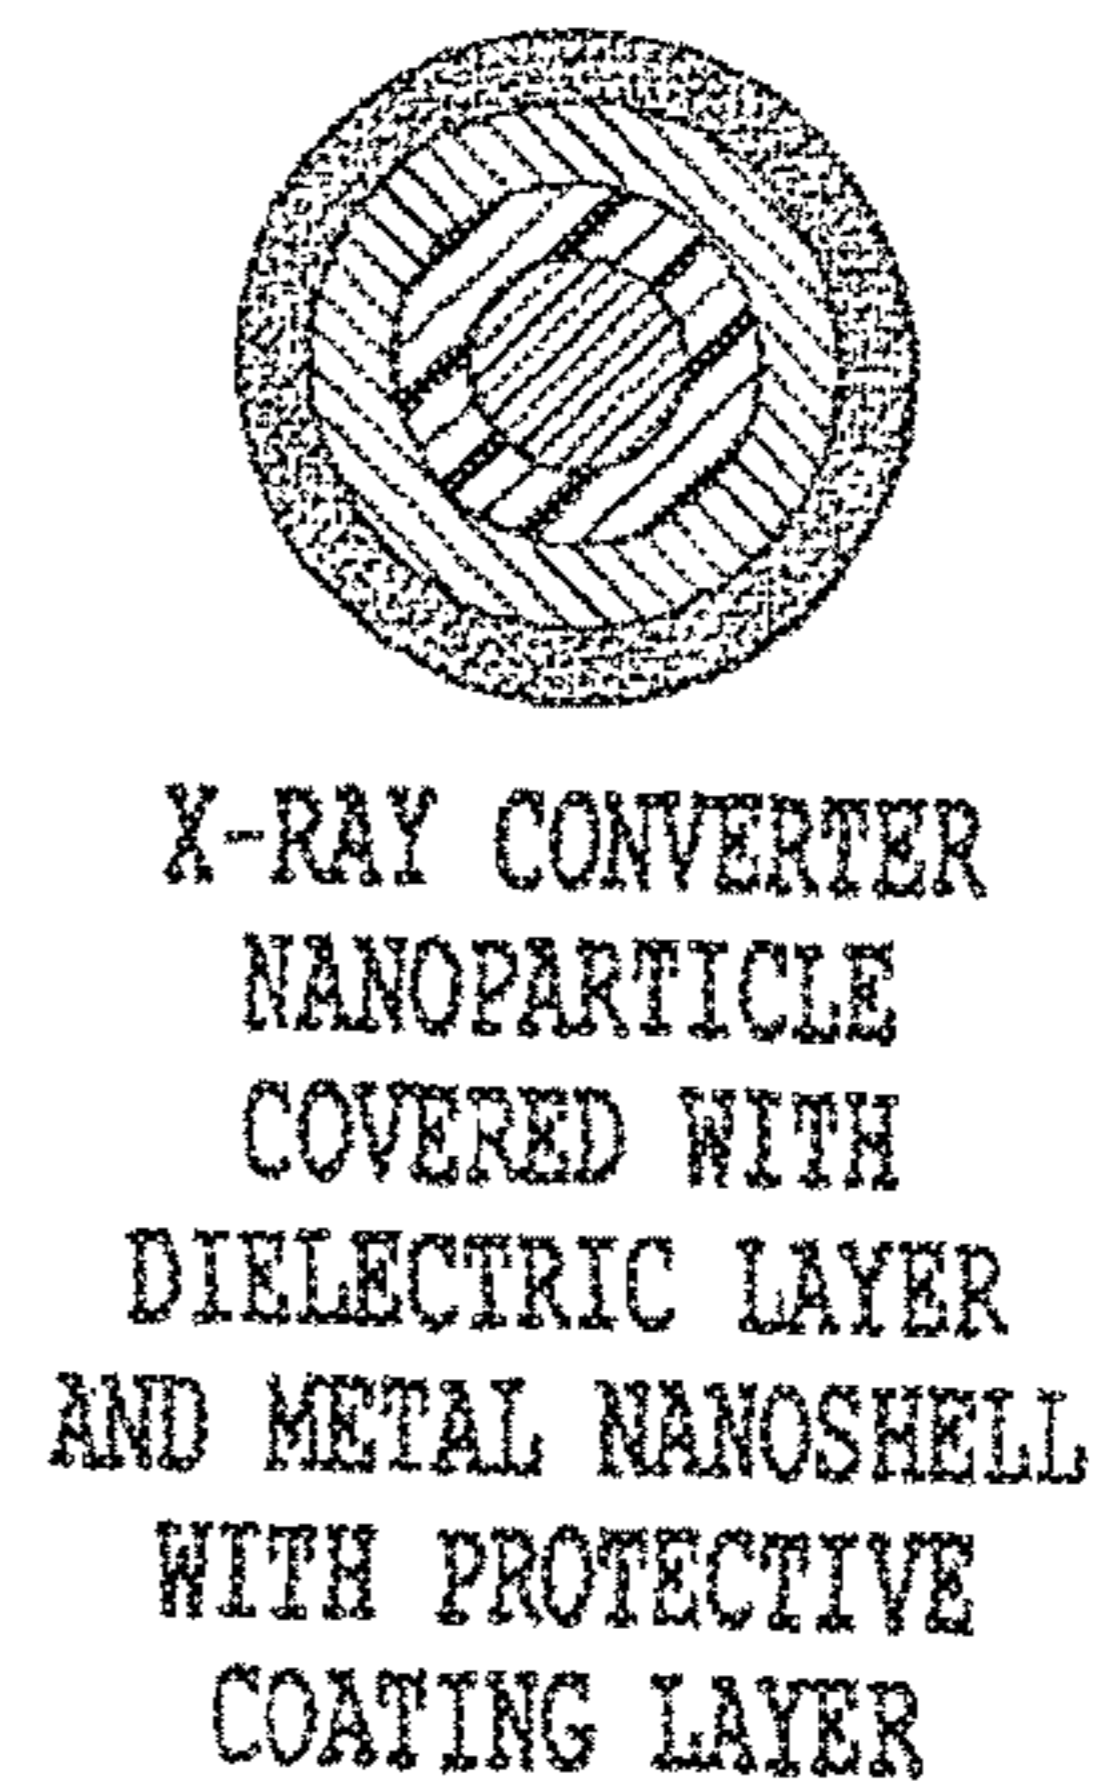 X-RAY CONVERTER
NANOPARTICLE
COVERED WITH
DIELECTRIC LAYER
AND METAL NANOSHELL
WITH PROTECTIVE
COATING LAYER